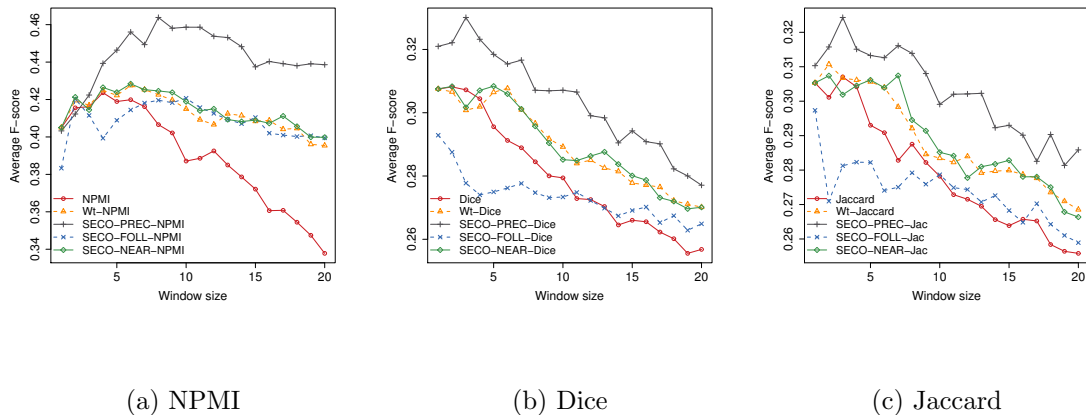 0.46
0.44
0.42
0.40
0.38
0.36
0.34
Average F−score
5
10
15
20
Window size
NPMI
Wt−NPMI
SECO−PREC−NPMI
SECO−FOLL−NPMI
SECO−NEAR−NPMI
(a) NPMI
0.32
0.30
0.28
0.26
Average F−score
5
10
15
20
Window size
Dice
Wt−Dice
SECO−PREC−Dice
SECO−FOLL−Dice
SECO−NEAR−Dice
(b) Dice
0.32
0.31
0.30
0.29
0.28
0.27
0.26
Average F−score
5
10
15
20
Window size
Jaccard
Wt−Jaccard
SECO−PREC−Jac
SECO−FOLL−Jac
SECO−NEAR−Jac
(c) Jaccard